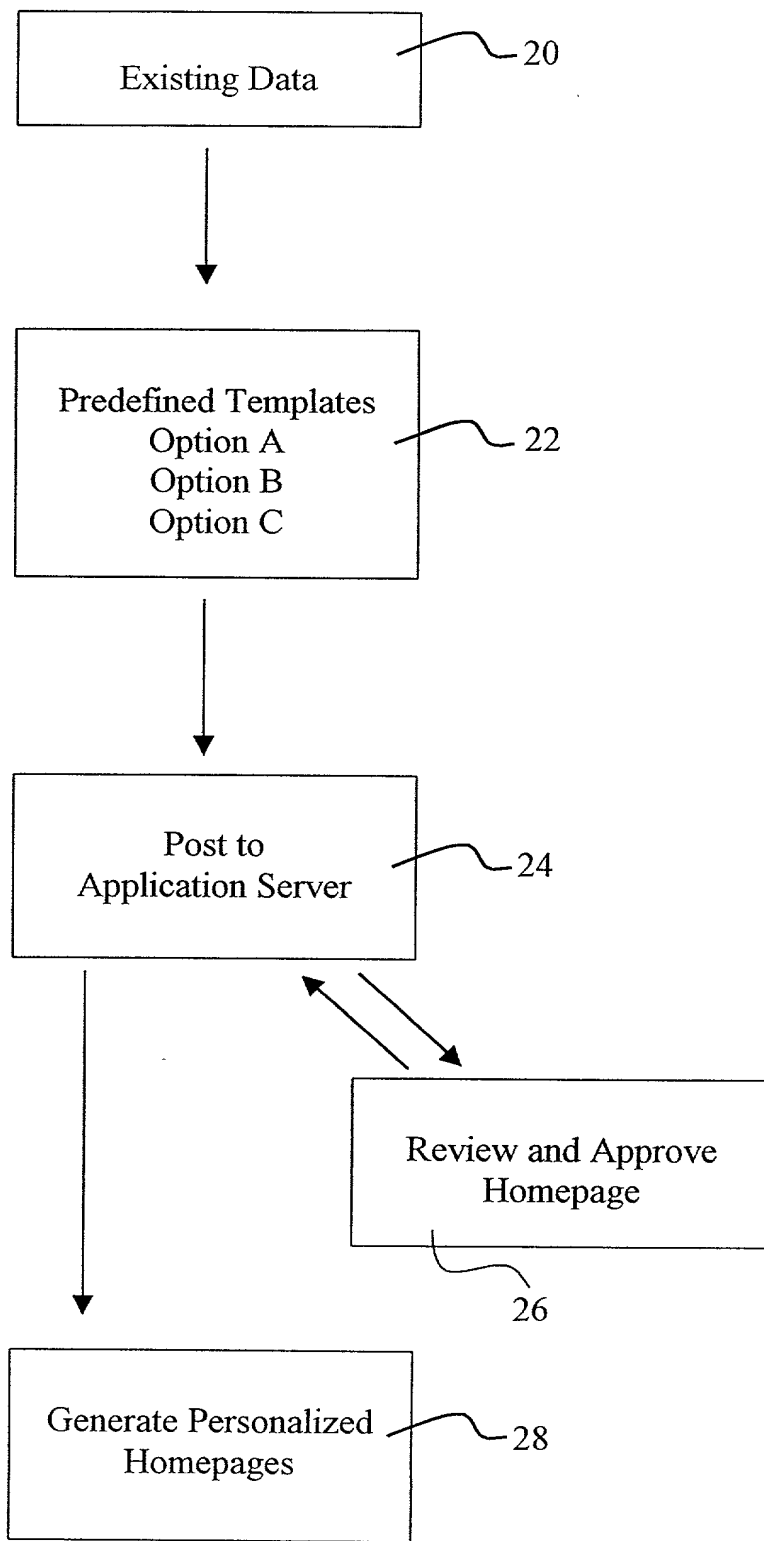 20
Existing Data
Predefined Templates
Option A
Option B
Option C
22
Post to
Application Server
24
Review and Approve
Homepage
26
Generate Personalized
Homepages
28